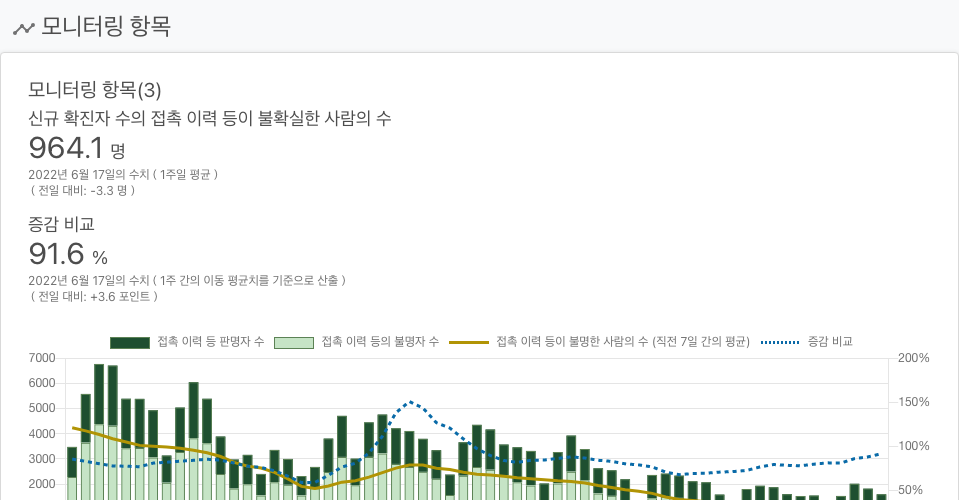 모니터링 항목
모니터링 항목(3)
신규 확진자 수의 접촉 이력 등이 불확실한 사람의 수
964.1 명
2022년 6월 17일의 수치 ( 1주일 평균 )
( 전일 대비: -3.3 명 )
증감 비교
91.6 %
2022년 6월 17일의 수치 ( 1주 간의 이동 평균치를 기준으로 산출 )
( 전일 대비: +3.6 포인트 )
접촉 이력 등 판명자 수 접촉 이력 등의 불명자 수 접촉 이력 등이 불명한 사람의 수 (직전 7일 간의 평균) 증감 비교
7000 200%
6000
5000 150%
4000
3000 100%
2000
50%